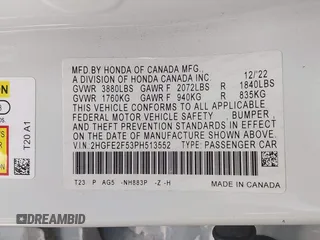 MFD.BY HONDA OF CANADA MFG.,
A DIVISION OF HONDA CANADA INC. 12/'22
GVWR 3880LBS GAWR F 2072LBS R 1840LBS
GVWR 1760KG GAWR F 940KG R 835KG
THIS VEHICLE CONFORMS TO ALL APPLICABLE
FEDERAL MOTOR VEHICLE SAFETY , BUMPER ,
AND THEFT PREVENTION STANDARDS IN EFFECT
ON THE DATE OF MANUFACTURE SHOWN ABOVE.
V.I.N: 2HGFE2F53PH513552 TYPE: PASSENGER CAR
T23 P AG5 -NH883P -Z -H
MADE IN CANADA
T20 A1
DREAMBID